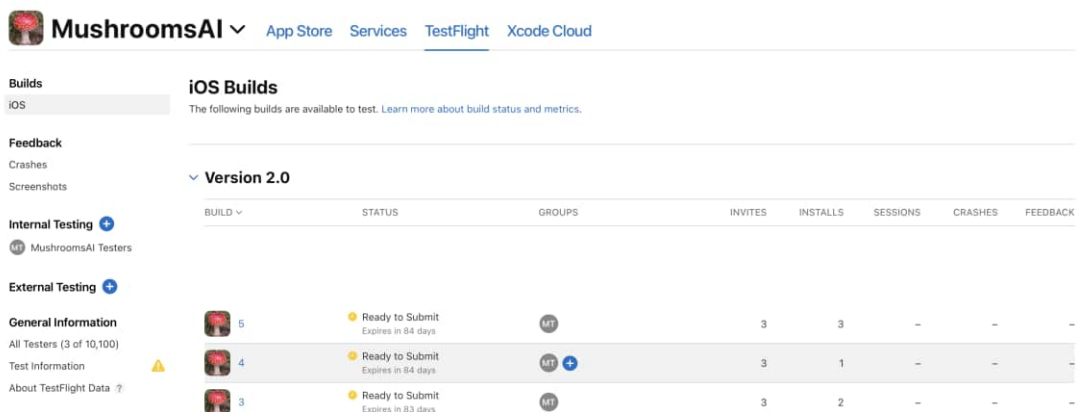 MushroomsAI App Store Services TestFlight Xcode Cloud
Builds
iOS
Feedback
Crashes
Screenshots
Internal Testing
MT MushroomsAI Testers
External Testing
General Information
All Testers (3 of 10,100)
Test Information
About TestFlight Data ?
iOS Builds
The following builds are available to test. Learn more about build status and metrics.
Version 2.0
BUILD STATUS GROUPS INVITES INSTALLS SESSIONS CRASHES FEEDBACK
5 Ready to Submit MT 3 3 – – –
Expires in 84 days
4 Ready to Submit MT 3 1 – – –
Expires in 84 days
3 Ready to Submit MT 3 2 – – –
Expires in 83 days